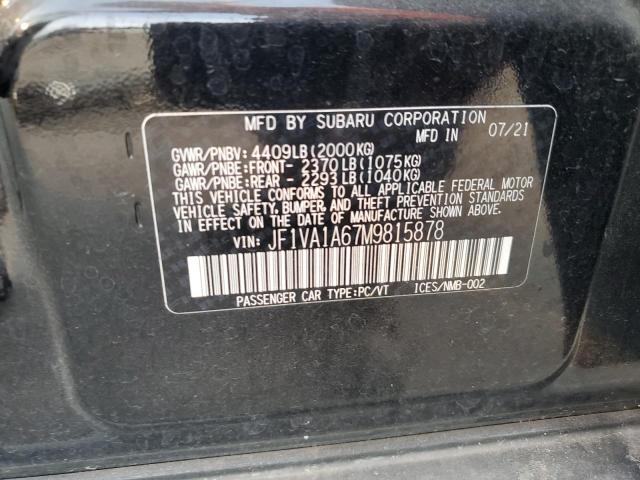 MFD BY SUBARU CORPORATION
MFD IN 07/21
GVWR/PNBV: 4409LB(2000KG)
GAWR/PNBE:FRONT- 2370LB(1075KG)
GAWR/PNBE:REAR - 2293LB(1040KG)
THIS VEHICLE CONFORMS TO ALL APPLICABLE FEDERAL MOTOR
VEHICLE SAFETY, BUMPER, AND THEFT PREVENTION STANDARDS
IN EFFECT ON THE DATE OF MANUFACTURE SHOWN ABOVE.
VIN: JF1VA1A67M9815878
PASSENGER CAR TYPE:PC/VT ICES/NMB-002